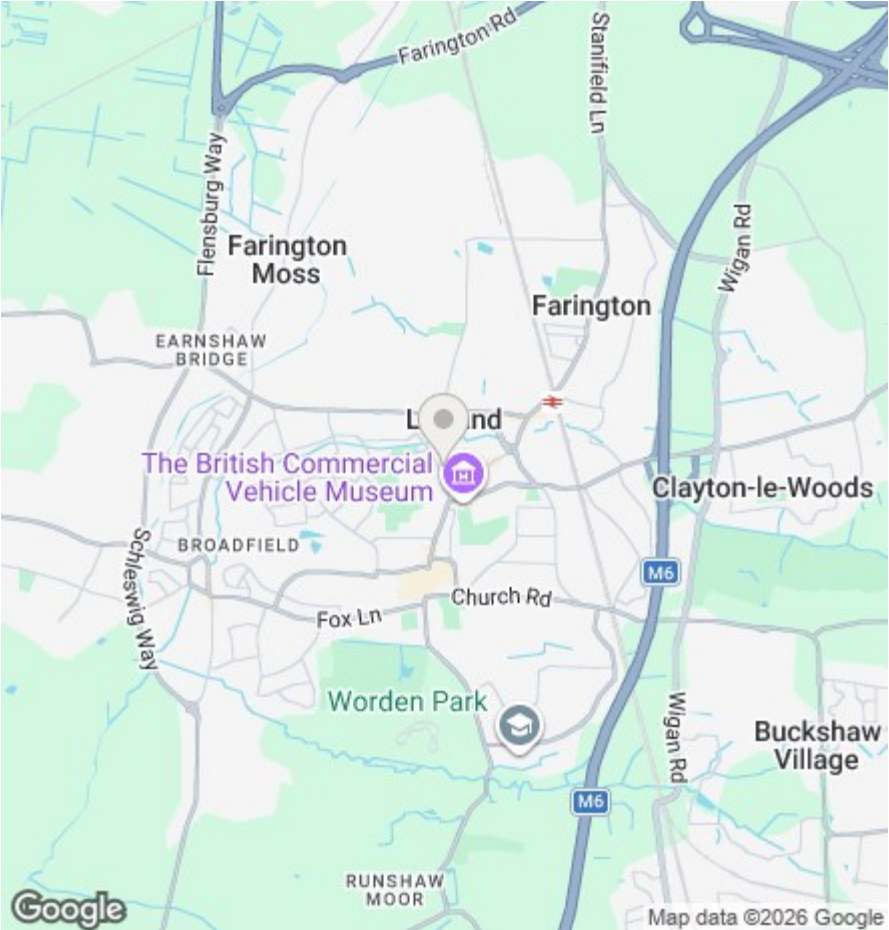 Farington Rd
Stanifield Ln
Flensburg Way
Wigan Rd
Farington
Moss
Farington
EARNSHAW
BRIDGE
The British Commercial
Vehicle Museum
Clayton-le-Woods
BROADFIELD
Schleswig Way
M6
Church Rd
Fox Ln
Worden Park
Wigan Rd
Buckshaw
Village
M6
RUNSHAW
MOOR
Google
Map data ©2026 Google